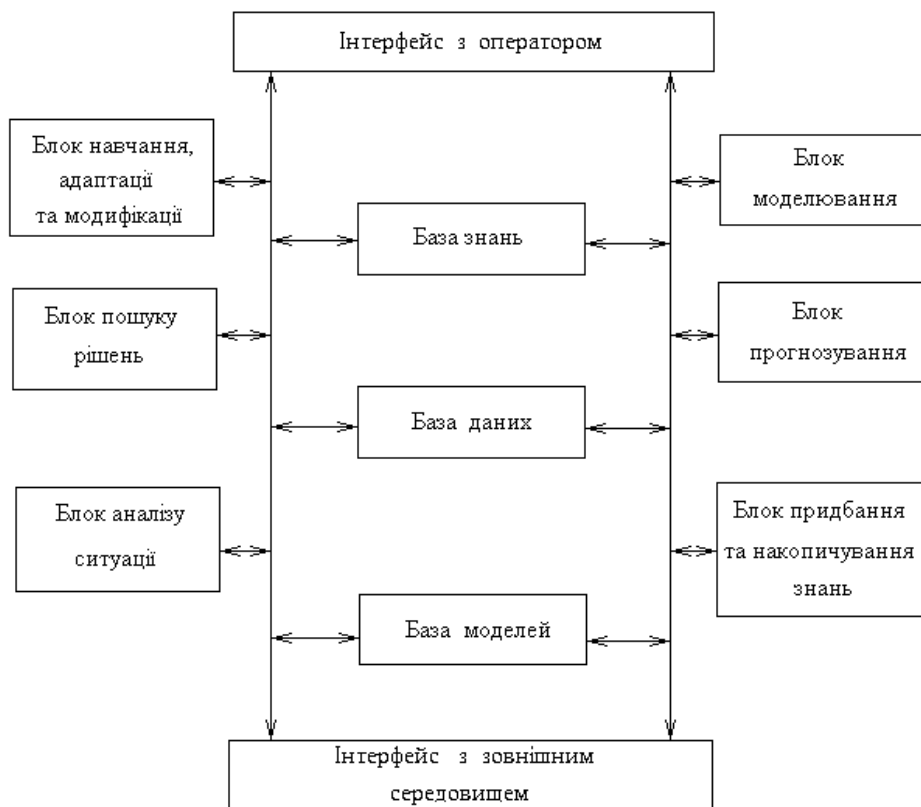 Інтерфейс з оператором
Блок навчання,
адаптації
та модифікації
Блок
моделювання
База знань
Блок пошуку
рішень
Блок
прогнозування
База даних
Блок аналізу
ситуації
Блок придбання
та накопичування
знань
База моделей
Інтерфейс з зовнішним
середовищем